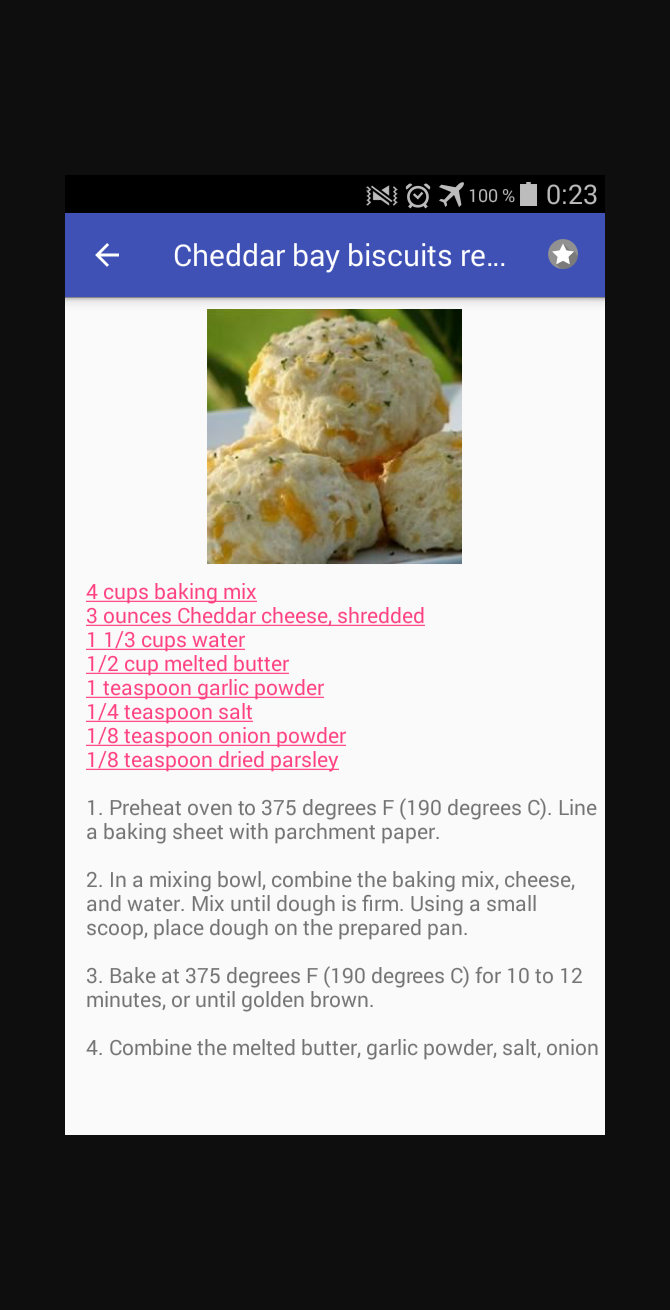 100 % 0:23
Cheddar bay biscuits re...
4 cups baking mix
3 ounces Cheddar cheese, shredded
1 1/3 cups water
1/2 cup melted butter
1 teaspoon garlic powder
1/4 teaspoon salt
1/8 teaspoon onion powder
1/8 teaspoon dried parsley
1. Preheat oven to 375 degrees F (190 degrees C). Line
a baking sheet with parchment paper.
2. In a mixing bowl, combine the baking mix, cheese,
and water. Mix until dough is firm. Using a small
scoop, place dough on the prepared pan.
3. Bake at 375 degrees F (190 degrees C) for 10 to 12
minutes, or until golden brown.
4. Combine the melted butter, garlic powder, salt, onion